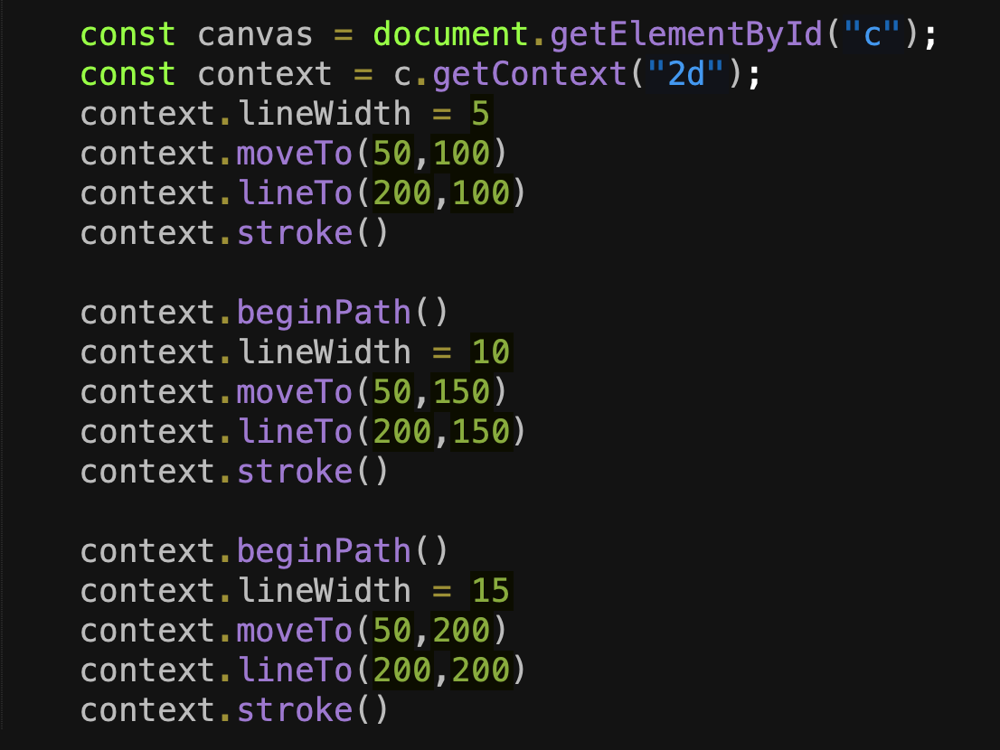 const canvas = document.getElementById("c");
const context = c.getContext("2d");
context.lineWidth = 5
context.moveTo(50,100)
context.lineTo(200,100)
context.stroke()
context.beginPath()
context.lineWidth = 10
context.moveTo(50,150)
context.lineTo(200,150)
context.stroke()
context.beginPath()
context.lineWidth = 15
context.moveTo(50,200)
context.lineTo(200,200)
context.stroke()